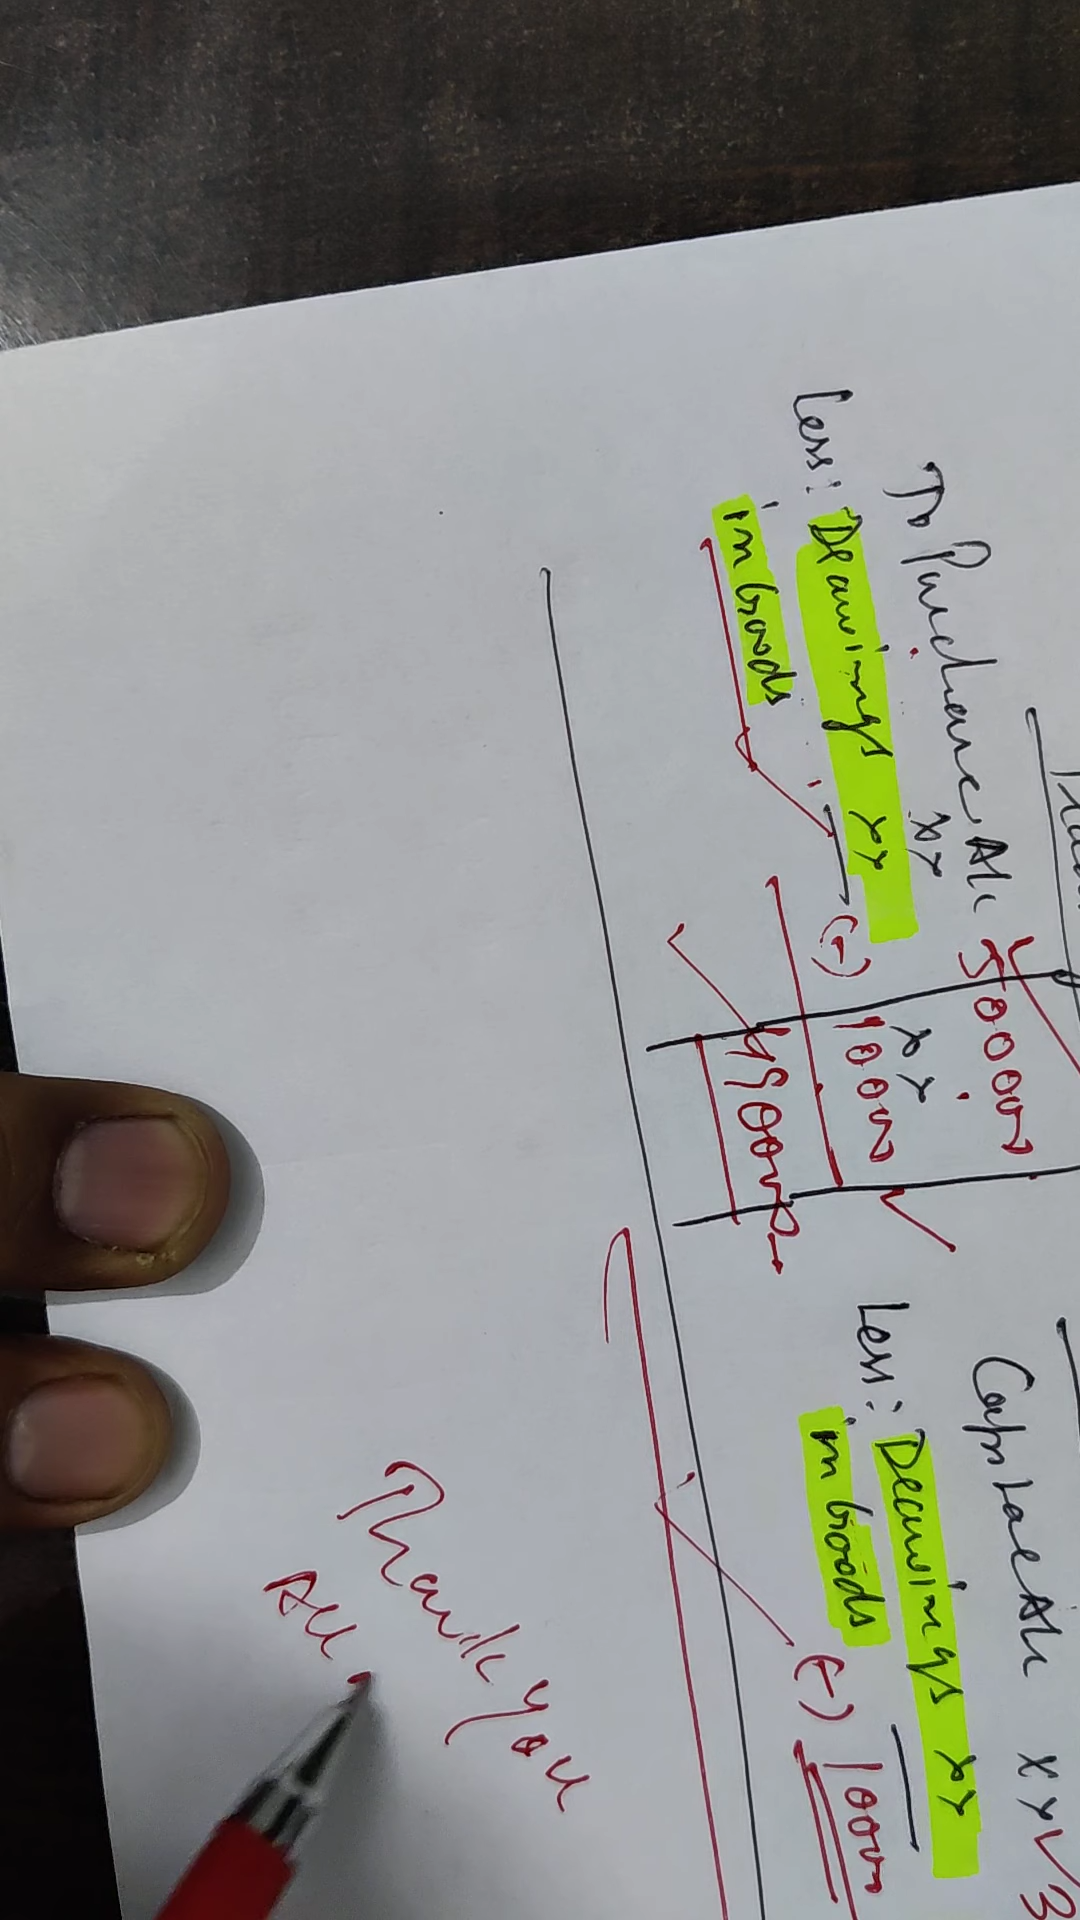 To Purchase A/c xx
50000
xx
Less: Drawings xx
in Goods
(-) 1000
49000
Capital A/c xx
Less: Drawings xx
in Goods
(-) 1000
Thank you
All